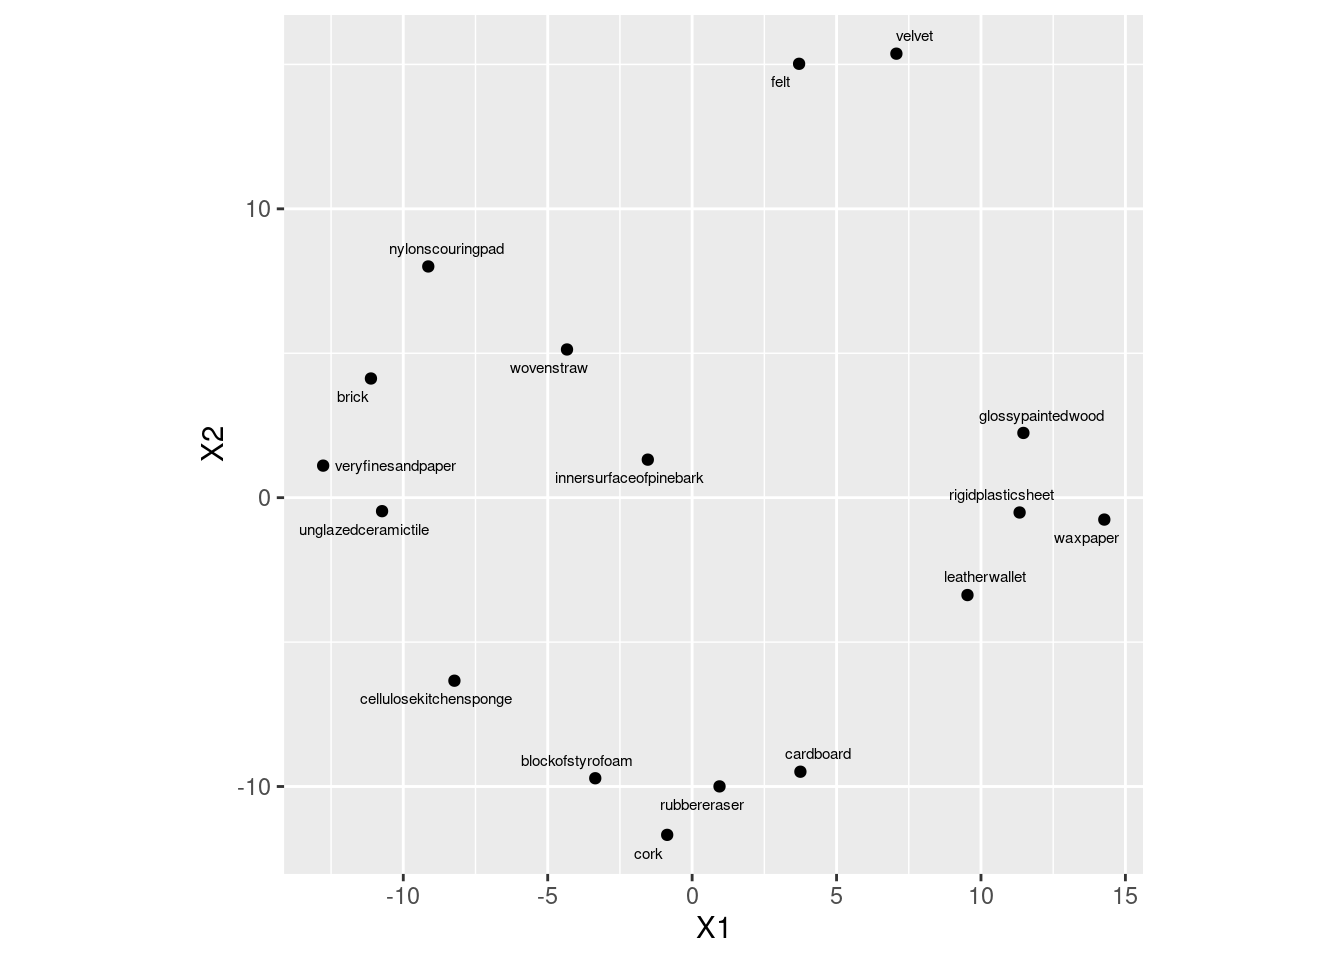 velvet
felt
10
nylonscouringpad
wovenstraw
brick
glossypaintedwood
X2
veryfinesandpaper
innersurfaceofpinebark
0
rigidplasticsheet
unglazedceramictile
waxpaper
leatherwallet
cellulosekitchensponge
cardboard
blockofstyrofoam
-10
rubbereraser
cork
-10 -5 0 5 10 15
X1